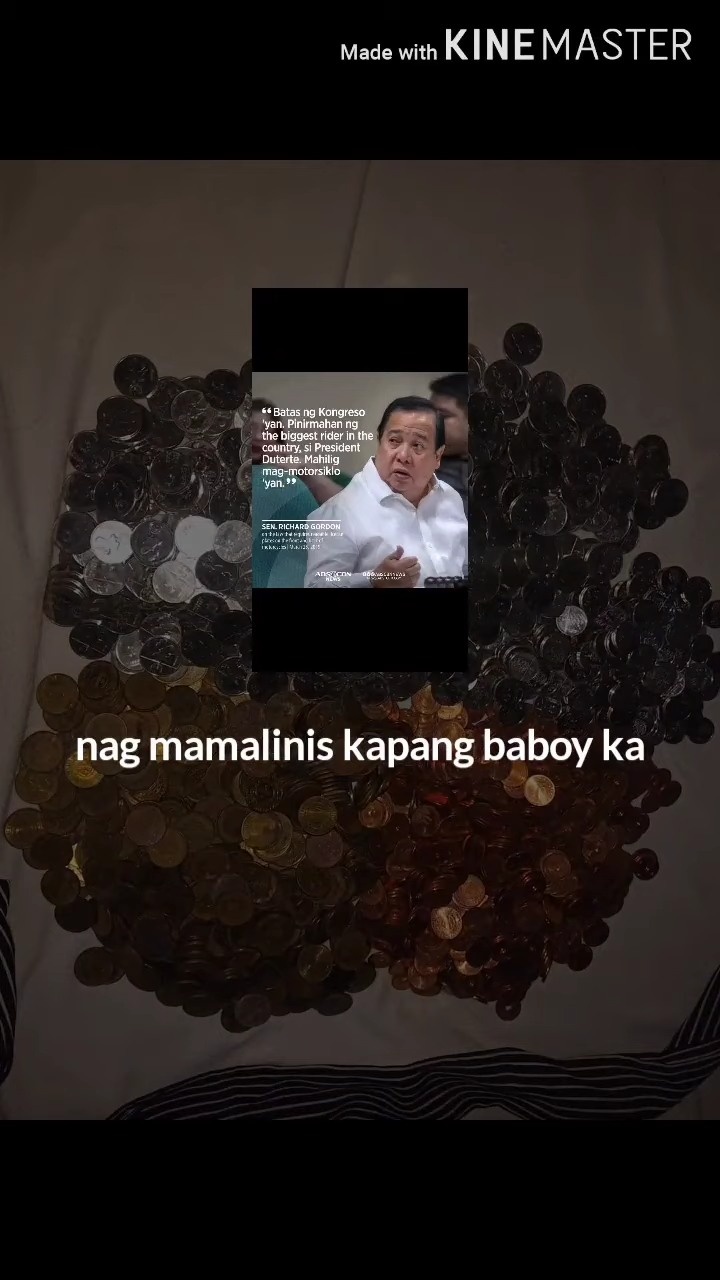 Made with KINEMASTER
“Batas ng Kongreso
'yan. Pinirmahan ng
the biggest rider in the
country, si President
Duterte. Mahilig
mag-motorsiklo
'yan.”
SEN. RICHARD GORDON
ABS-CBN
NEWS
nag mamalinis kapang baboy ka